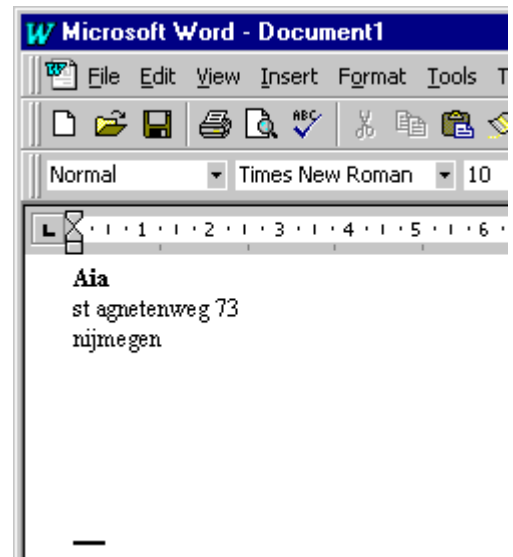 Microsoft Word - Document1
File Edit View Insert Format Tools T
ABC
Normal Times New Roman 10
1 2 3 4 5 6
Aia
st agnetenweg 73
nijmegen